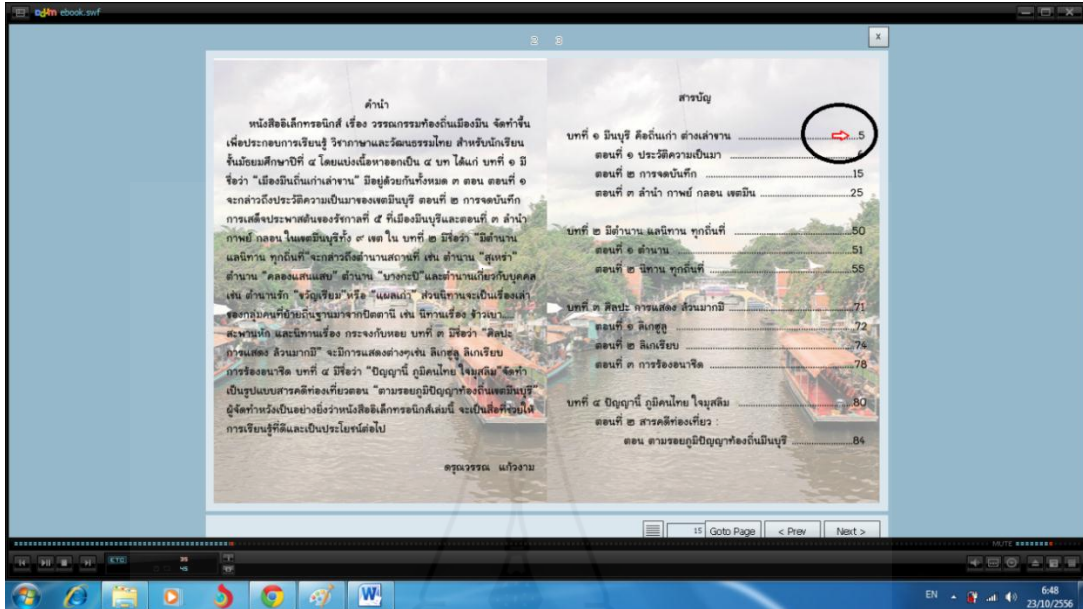 ebook.swf
2 3
x
คำนำ
หนังสืออิเล็กทรอนิกส์ เรื่อง วรรณกรรมท้องถิ่นเมืองมีน จัดทำขึ้น
เพื่อประกอบการเรียนรู้ วิชาภาษาและวัฒนธรรมไทย สำหรับนักเรียน
ชั้นมัธยมศึกษาปีที่ ๔ โดยแบ่งเนื้อหาออกเป็น ๔ บท ได้แก่ บทที่ ๑ มี
ชื่อว่า "เมืองมีนถิ่นเก่าเล่าขาน" มีอยู่ด้วยกันทั้งหมด ๓ ตอน ตอนที่ ๑
จะกล่าวถึงประวัติความเป็นมาของเขตมีนบุรี ตอนที่ ๒ การจดบันทึก
การเสด็จประพาสต้นของรัชกาลที่ ๕ ที่เมืองมีนบุรีและตอนที่ ๓ ลำนำ
กาพย์ กลอน ในเขตมีนบุรีทั้ง ๙ เขต ใน บทที่ ๒ มีชื่อว่า "มีตำนาน
แลนิทาน ทุกถิ่นที่"จะกล่าวถึงตำนานสถานที่ เช่น ตำนาน "สุเหร่า"
ตำนาน "คลองแสนแสบ" ตำนาน "บางกะปิ"และตำนานเกี่ยวกับบุคคล
เช่น ตำนานรัก "ขวัญเรียม"หรือ "แผลเก่า" ส่วนนิทานจะเป็นเรื่องเล่า
ของกลุ่มคนที่ย้ายถิ่นฐานมาจากปัตตานี เช่น นิทานเรื่อง ข้าวเบา....
สะพานหัก และนิทานเรื่อง กระจงกับหอย บทที่ ๓ มีชื่อว่า "ศิลปะ
การแสดง ล้วนมากมี" จะมีการแสดงต่างๆเช่น ลิเกฮูลู ลิเกเรียบ
การร้องอนาซีด บทที่ ๔ มีชื่อว่า "ปัญญานี้ ภูมิคนไทย ใจมุสลิม"จัดทำ
เป็นรูปแบบสารคดีท่องเที่ยวตอน "ตามรอยภูมิปัญญาท้องถิ่นเขตมีนบุรี"
ผู้จัดทำหวังเป็นอย่างยิ่งว่าหนังสืออิเล็กทรอนิกส์เล่มนี้ จะเป็นสื่อที่ช่วยให้
การเรียนรู้ที่ดีและเป็นประโยชน์ต่อไป
ดรุณวรรณ แก้วงาม
สารบัญ
บทที่ ๑ มีนบุรี คือถิ่นเก่า ต่างเล่าขาน ....5
ตอนที่ ๑ ประวัติความเป็นมา ....6
ตอนที่ ๒ การจดบันทึก ....15
ตอนที่ ๓ ลำนำ กาพย์ กลอน เขตมีน ....25
บทที่ ๒ มีตำนาน แลนิทาน ทุกถิ่นที่ ....50
ตอนที่ ๑ ตำนาน ....51
ตอนที่ ๒ นิทาน ทุกถิ่นที่ ....55
บทที่ ๓ ศิลปะ การแสดง ล้วนมากมี ....71
ตอนที่ ๑ ลิเกฮูลู ....72
ตอนที่ ๒ ลิเกเรียบ ....74
ตอนที่ ๓ การร้องอนาซีด ....78
บทที่ ๔ ปัญญานี้ ภูมิคนไทย ใจมุสลิม ....80
ตอนที่ ๒ สารคดีท่องเที่ยว :
ตอน ตามรอยภูมิปัญญาท้องถิ่นมีนบุรี ....84
15 Goto Page < Prev Next >
MUTE
EN 6:48
23/10/2556